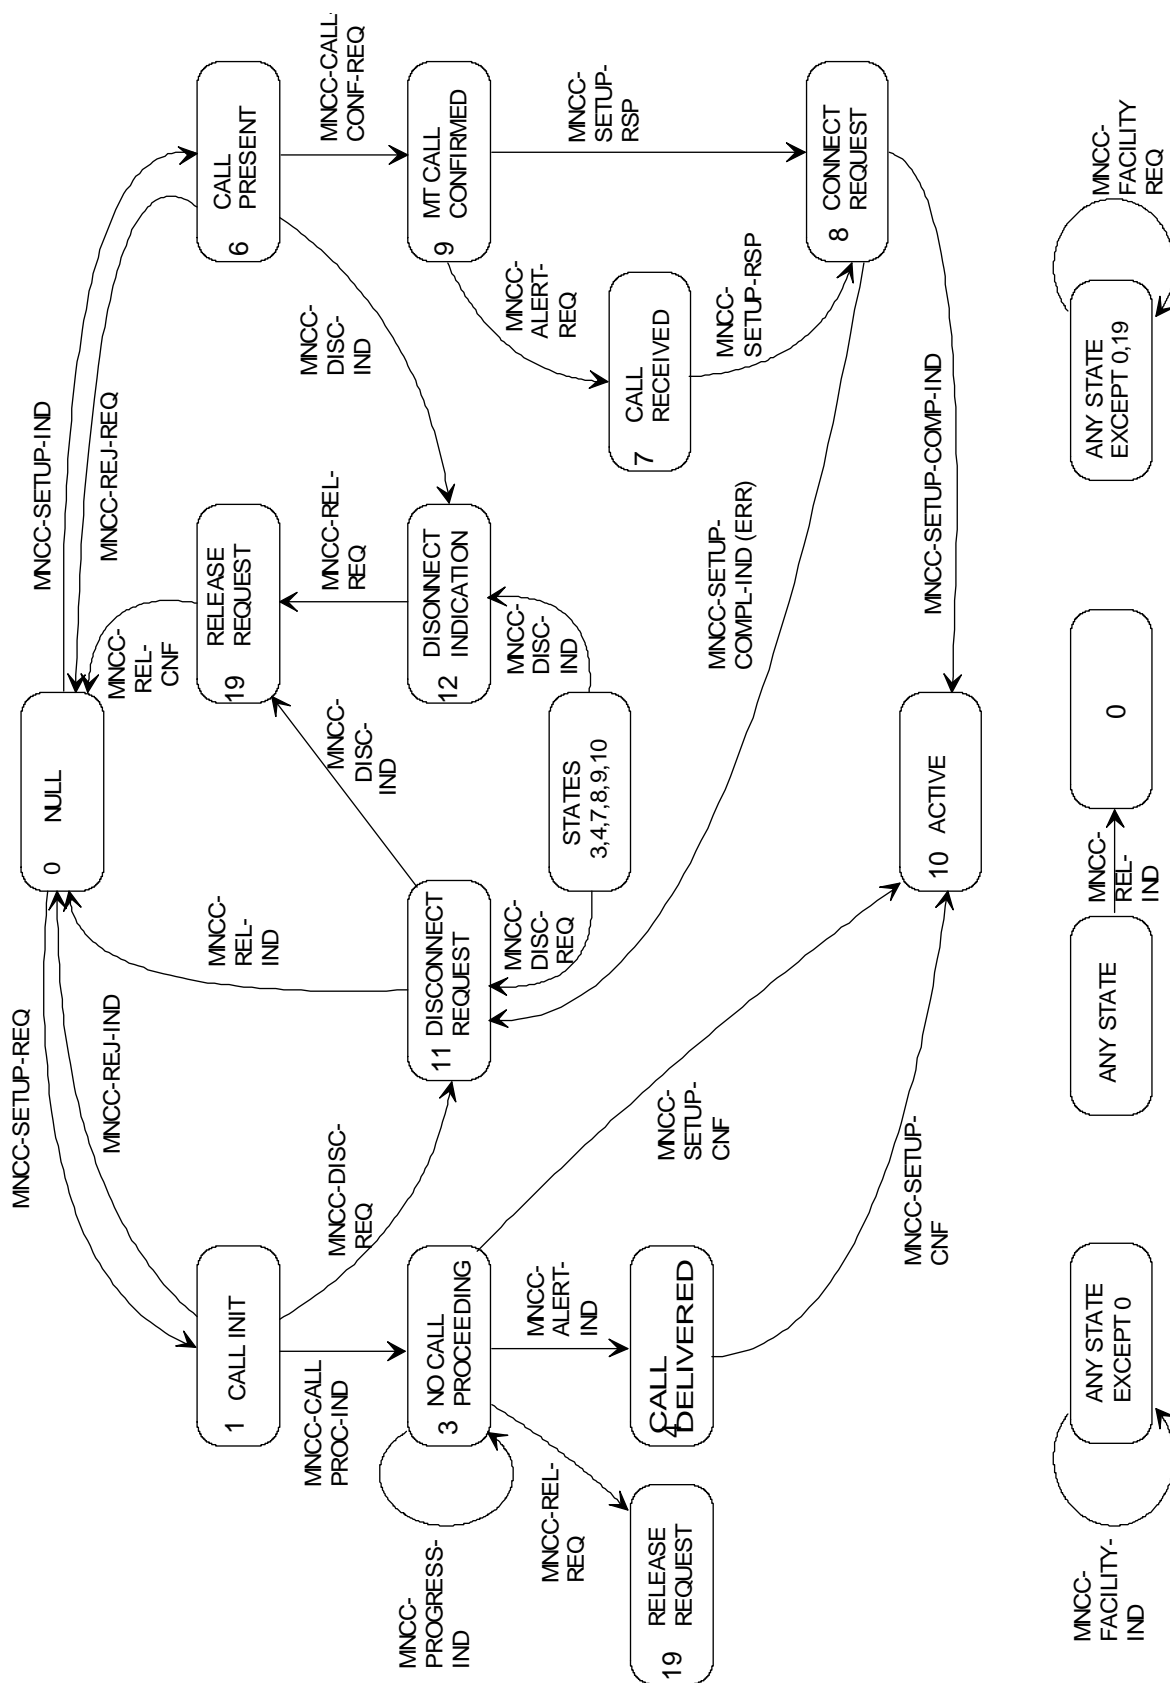 MNCC-SETUP-REQ
MNCC-REJ-IND
0 NULL
MNCC-SETUP-IND
MNCC-REJ-REQ
1 CALL INIT
MNCC-DISC-
REQ
MNCC-
REL-
IND
MNCC-
REL-
CNF
19
RELEASE
REQUEST
MNCC-
DISC-
IND
6
CALL
PRESENT
MNCC-CALL
PROC-IND
MNCC-
DISC-
IND
MNCC-REL-
REQ
MNCC-CALL-
CONF-REQ
MNCC-
PROGRESS-
IND
3
NO CALL
PROCEEDING
11
DISCONNECT
REQUEST
12
DISONNECT
INDICATION
9
MT CALL
CONFIRMED
MNCC-REL-
REQ
MNCC-
ALERT-
IND
MNCC-
DISC-
REQ
MNCC-
DISC-
IND
MNCC-
ALERT-
REQ
MNCC-
SETUP-
RSP
19
RELEASE
REQUEST
4
CALL
DELIVERED
MNCC-
SETUP-
CNF
STATES
3,4,7,8,9,10
7
CALL
RECEIVED
MNCC-
SETUP-RSP
MNCC-SETUP-
COMPL-IND (ERR)
8
CONNECT
REQUEST
MNCC-SETUP-
CNF
10 ACTIVE
MNCC-SETUP-COMP-IND
MNCC-
FACILITY-
IND
ANY STATE
EXCEPT 0
ANY STATE
MNCC-
REL-
IND
0
ANY STATE
EXCEPT 0,19
MNCC-
FACILITY
REQ